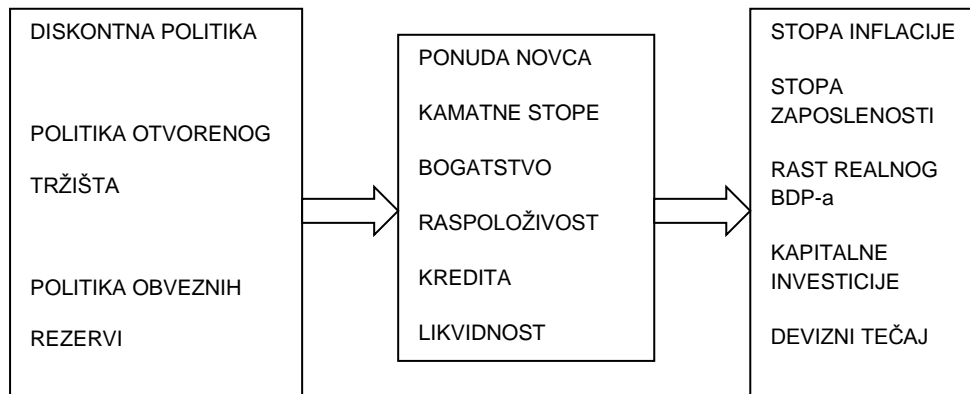 DISKONTNA POLITIKA
POLITIKA OTVORENOG
TRŽIŠTA
POLITIKA OBVEZNIH
REZERVI
PONUDA NOVCA
KAMATNE STOPE
BOGATSTVO
RASPOLOŽIVOST
KREDITA
LIKVIDNOST
STOPA INFLACIJE
STOPA
ZAPOSLENOSTI
RAST REALNOG
BDP-a
KAPITALNE
INVESTICIJE
DEVIZNI TEČAJ